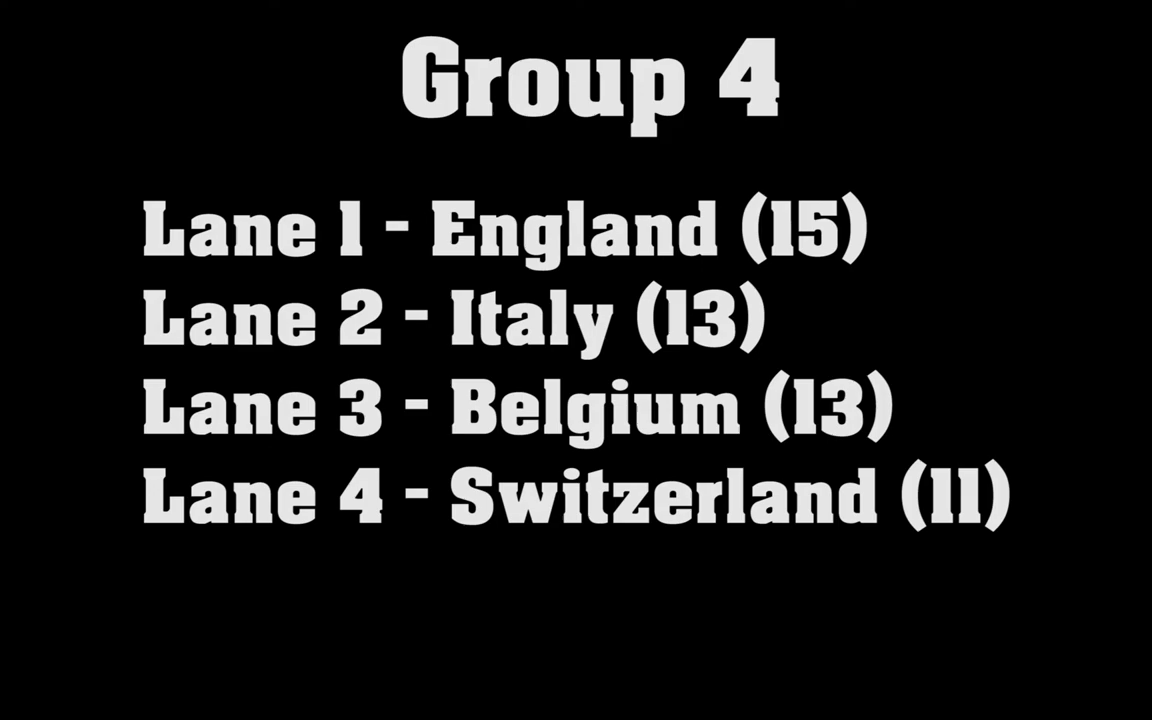 Group 4
Lane 1 - England (15)
Lane 2 - Italy (13)
Lane 3 - Belgium (13)
Lane 4 - Switzerland (11)